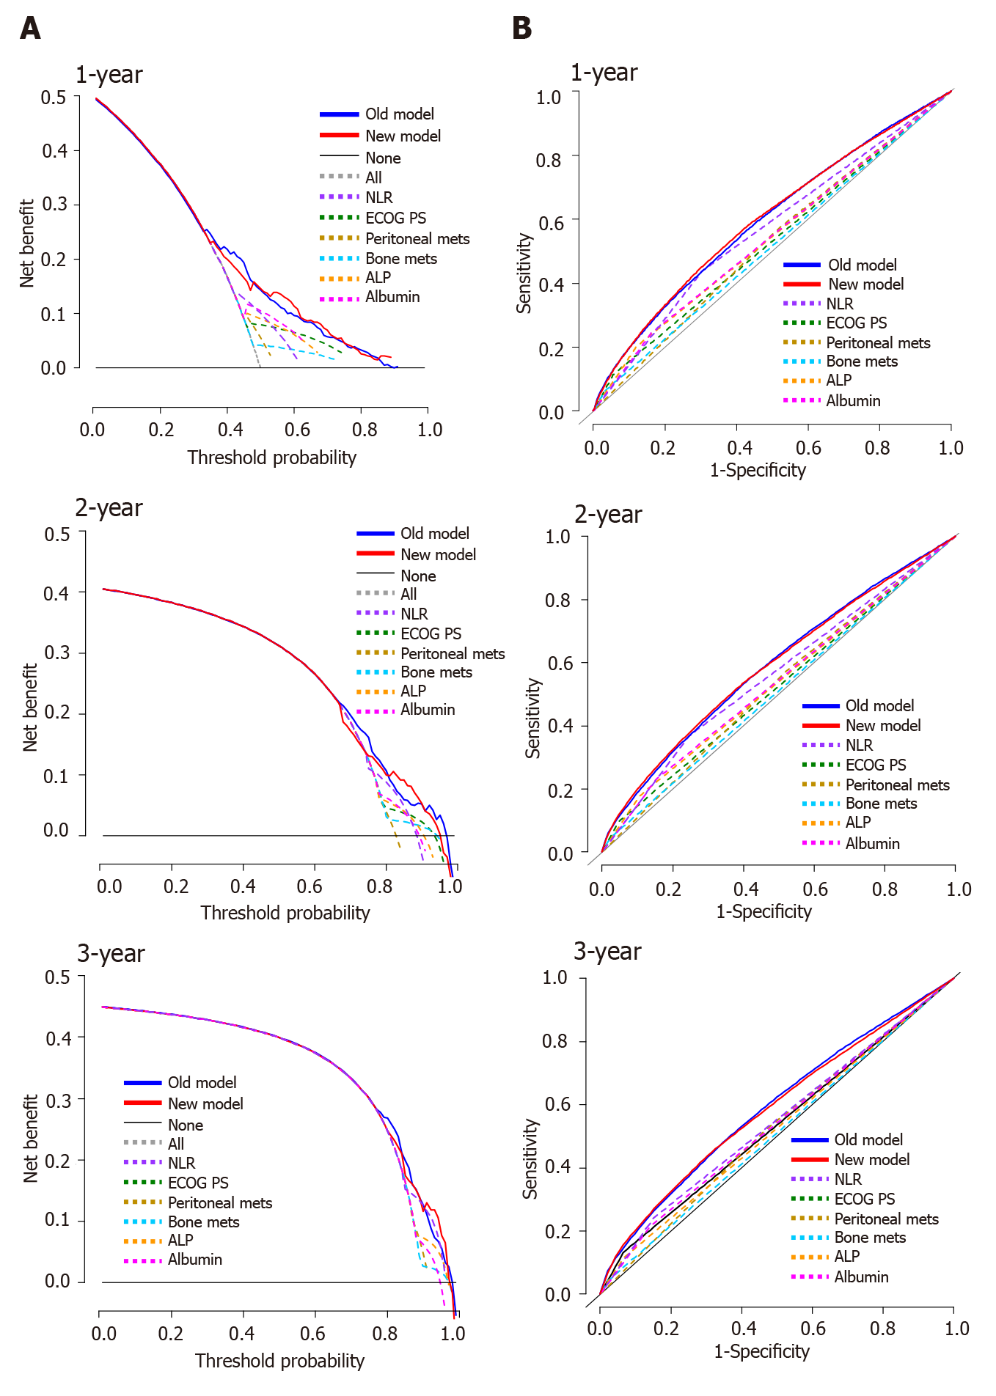 A
1-year
Net benefit
0.5
0.4
0.3
0.2
0.1
0.0
Old model
New model
None
All
NLR
ECOG PS
Peritoneal mets
Bone mets
ALP
Albumin
0.0 0.2 0.4 0.6 0.8 1.0
Threshold probability
2-year
Net benefit
0.5
0.4
0.3
0.2
0.1
0.0
Old model
New model
None
All
NLR
ECOG PS
Peritoneal mets
Bone mets
ALP
Albumin
0.0 0.2 0.4 0.6 0.8 1.0
Threshold probability
3-year
Net benefit
0.5
0.4
0.3
0.2
0.1
0.0
Old model
New model
None
All
NLR
ECOG PS
Peritoneal mets
Bone mets
ALP
Albumin
0.0 0.2 0.4 0.6 0.8 1.0
Threshold probability
B
1-year
Sensitivity
1.0
0.8
0.6
0.4
0.2
0.0
Old model
New model
NLR
ECOG PS
Peritoneal mets
Bone mets
ALP
Albumin
0.0 0.2 0.4 0.6 0.8 1.0
1-Specificity
2-year
Sensitivity
1.0
0.8
0.6
0.4
0.2
0.0
Old model
New model
NLR
ECOG PS
Peritoneal mets
Bone mets
ALP
Albumin
0.0 0.2 0.4 0.6 0.8 1.0
1-Specificity
3-year
Sensitivity
1.0
0.8
0.6
0.4
0.2
0.0
Old model
New model
NLR
ECOG PS
Peritoneal mets
Bone mets
ALP
Albumin
0.0 0.2 0.4 0.6 0.8 1.0
1-Specificity